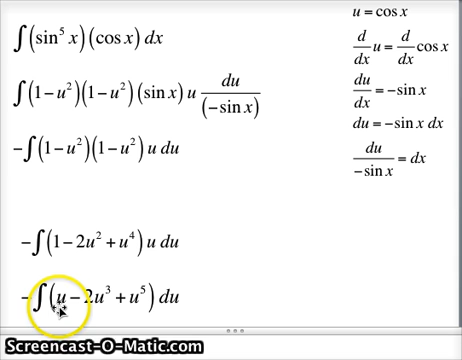 ∫(sin⁵ x)(cos x) dx
∫(1 − u²)(1 − u²)(sin x) u du/(−sin x)
−∫(1 − u²)(1 − u²) u du
−∫(1 − 2u² + u⁴) u du
−∫(u − 2u³ + u⁵) du
u = cos x
d/dx u = d/dx cos x
du/dx = −sin x
du = −sin x dx
du/−sin x = dx
Screencast-O-Matic.com